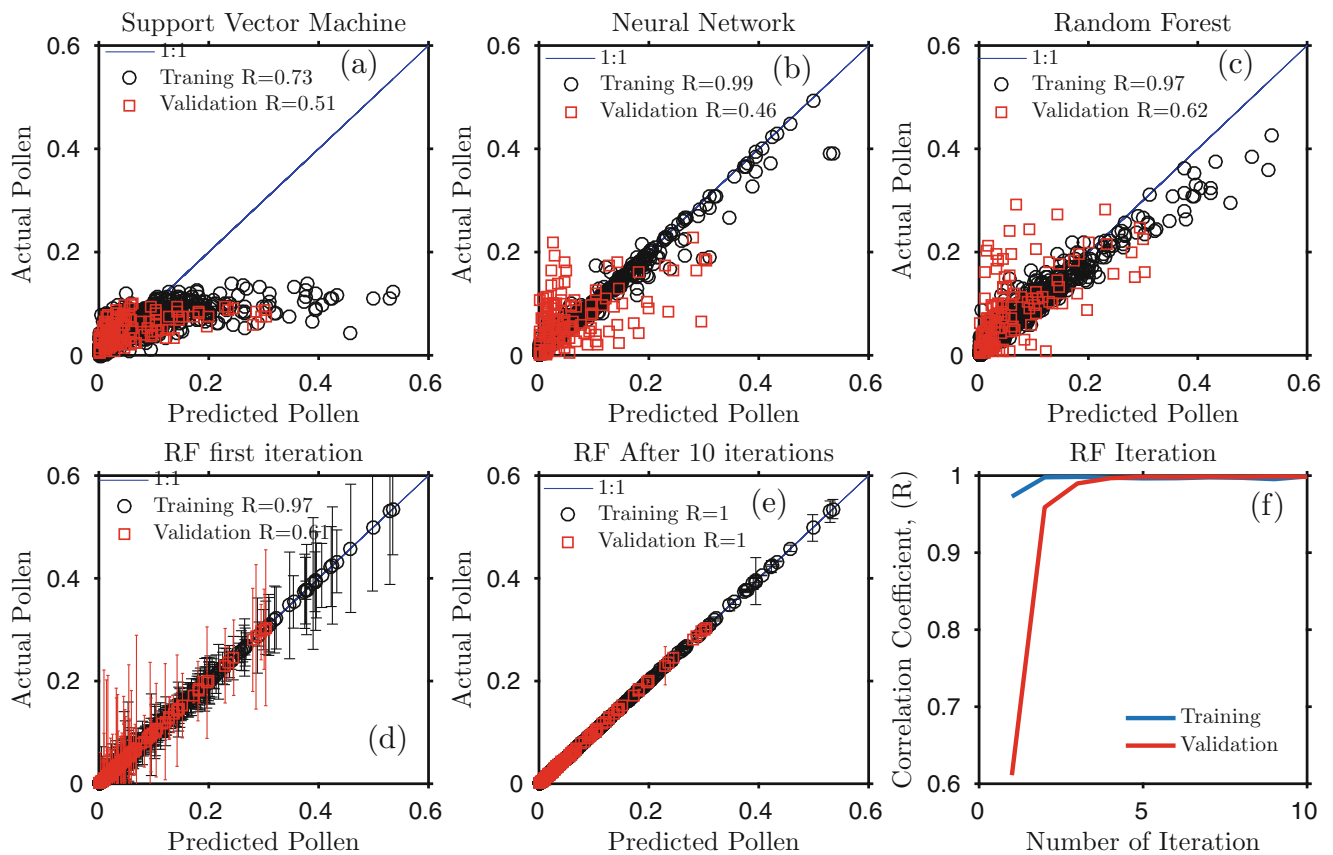 Support Vector Machine
0.6
0.4
0.2
0
Actual Pollen
1:1
Traning R=0.73
Validation R=0.51
(a)
0
0.2
0.4
0.6
Predicted Pollen
Neural Network
0.6
0.4
0.2
0
Actual Pollen
1:1
Training R=0.99
Validation R=0.46
(b)
0
0.2
0.4
0.6
Predicted Pollen
Random Forest
0.6
0.4
0.2
0
Actual Pollen
1:1
Training R=0.97
Validation R=0.62
(c)
0
0.2
0.4
0.6
Predicted Pollen
RF first iteration
0.6
0.4
0.2
0
Actual Pollen
1:1
Training R=0.97
Validation R=0.61
(d)
0
0.2
0.4
0.6
Predicted Pollen
RF After 10 iterations
0.6
0.4
0.2
0
Actual Pollen
1:1
Training R=1
Validation R=1
(e)
0
0.2
0.4
0.6
Predicted Pollen
RF Iteration
1
0.9
0.8
0.7
0.6
Correlation Coefficient, (R)
(f)
Training
Validation
0
5
10
Number of Iteration